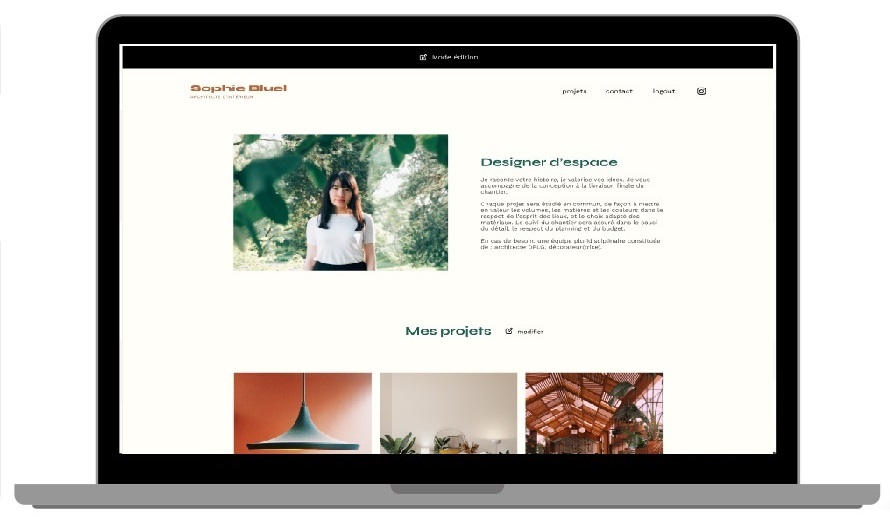 Mode édition
Sophie Bluel
ARCHITECTE D'INTÉRIEUR
projets
contact
logout
Designer d'espace
Je raconte votre histoire, je valorise vos idées. Je vous
accompagne de la conception à la livraison finale du
chantier.
Chaque projet sera étudié en commun, de façon à mettre
en valeur les volumes, les matières et les couleurs dans le
respect de l'esprit des lieux, et le choix adapté des
matériaux. Le suivi du chantier sera assuré dans le souci
du détail, le respect du planning et du budget.
En cas de besoin, une équipe pluridisciplinaire constituée
de : architecte DPLG, décorateur(trice).
Mes projets
modifier